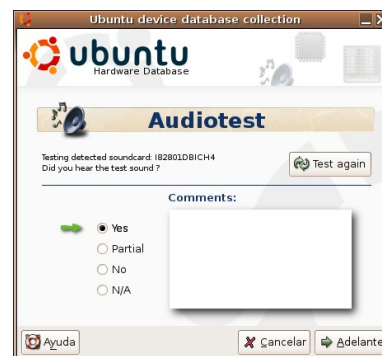 Ubuntu device database collection
ubuntu
Hardware Database
Audiotest
Testing detected soundcard: I82801DBICH4
Did you hear the test sound ?
Test again
Comments:
Yes
Partial
No
N/A
Ayuda
Cancelar
Adelante